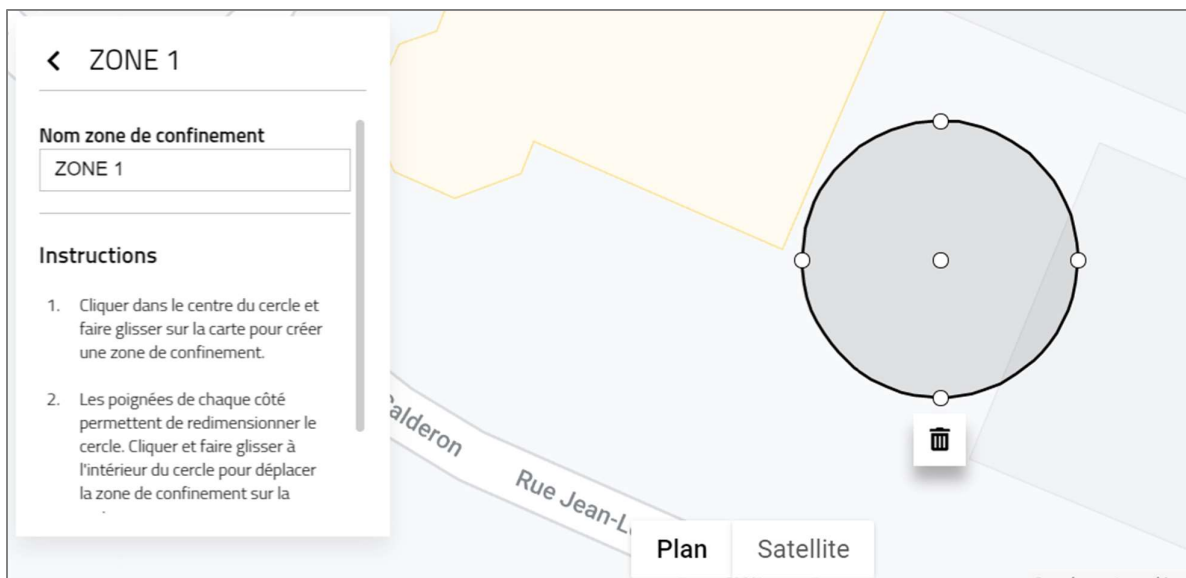 ZONE 1
Nom zone de confinement
ZONE 1
Instructions
1. Cliquer dans le centre du cercle et
faire glisser sur la carte pour créer
une zone de confinement.
2. Les poignées de chaque côté
permettent de redimensionner le
cercle. Cliquer et faire glisser à
l'intérieur du cercle pour déplacer
la zone de confinement sur la
alderon
Rue Jean-L
Plan
Satellite